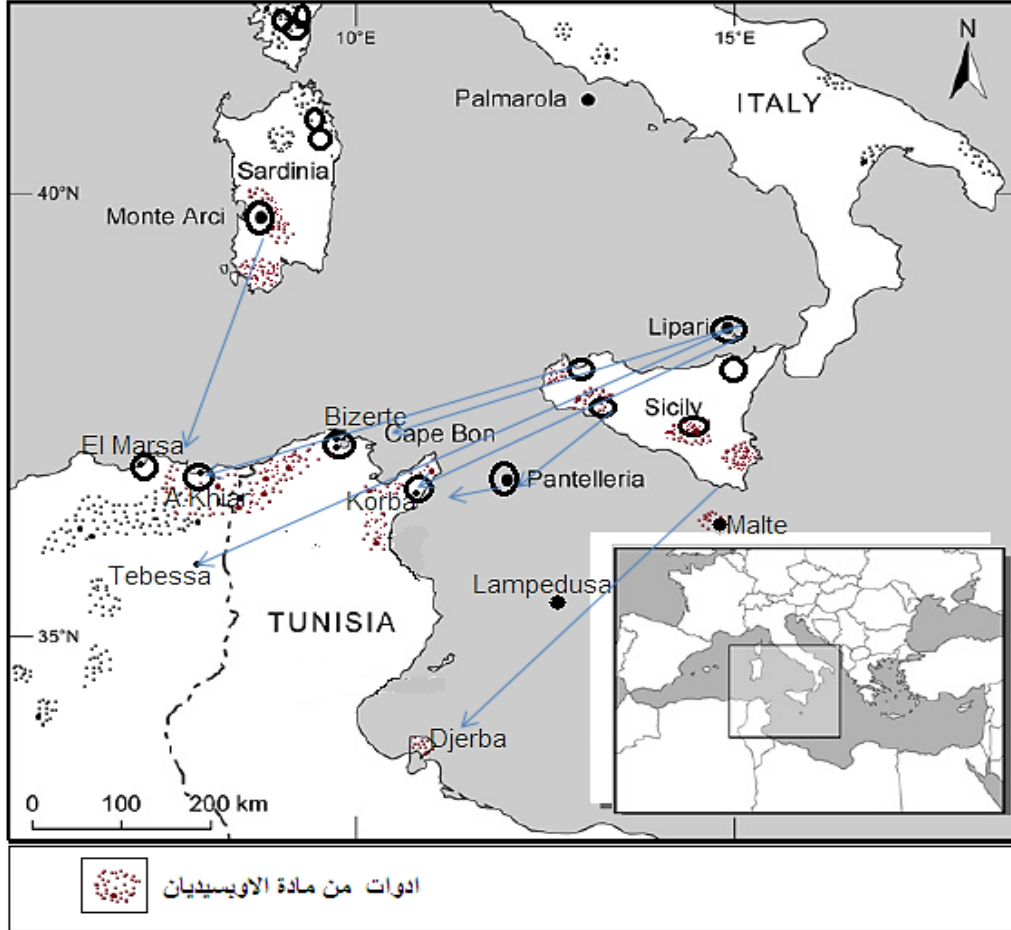 10°E
15°E
N
Palmarola
ITALY
Sardinia
40°N
Monte Arci
Lipari
Bizerte
Sicily
El Marsa
Cape Bon
A Khiar
Korba
Pantelleria
Malte
Tebessa
Lampedusa
TUNISIA
35°N
Djerba
0 100 200 km
ادوات من مادة الاوبسيديان